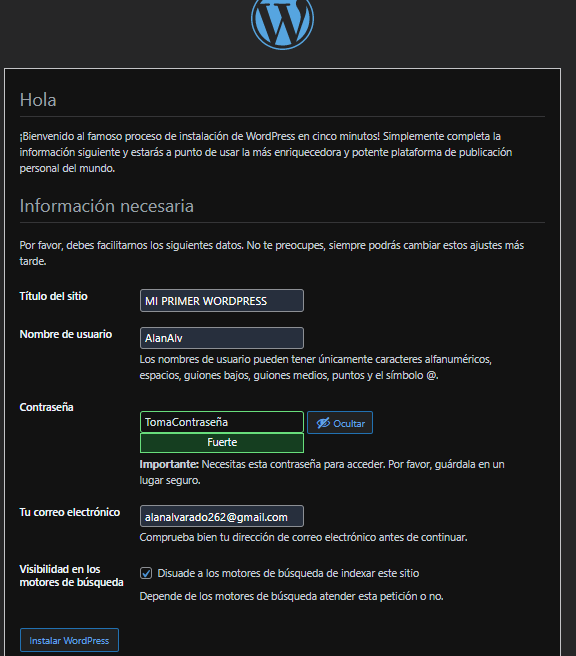 Hola
¡Bienvenido al famoso proceso de instalación de WordPress en cinco minutos! Simplemente completa la
información siguiente y estarás a punto de usar la más enriquecedora y potente plataforma de publicación
personal del mundo.
Información necesaria
Por favor, debes facilitarnos los siguientes datos. No te preocupes, siempre podrás cambiar estos ajustes más
tarde.
Título del sitio
MI PRIMER WORDPRESS
Nombre de usuario
AlanAlv
Los nombres de usuario pueden tener únicamente caracteres alfanuméricos,
espacios, guiones bajos, guiones medios, puntos y el símbolo @.
Contraseña
TomaContraseña
Ocultar
Fuerte
Importante: Necesitas esta contraseña para acceder. Por favor, guárdala en un
lugar seguro.
Tu correo electrónico
alanalvarado262@gmail.com
Comprueba bien tu dirección de correo electrónico antes de continuar.
Visibilidad en los
motores de búsqueda
Disuade a los motores de búsqueda de indexar este sitio
Depende de los motores de búsqueda atender esta petición o no.
Instalar WordPress